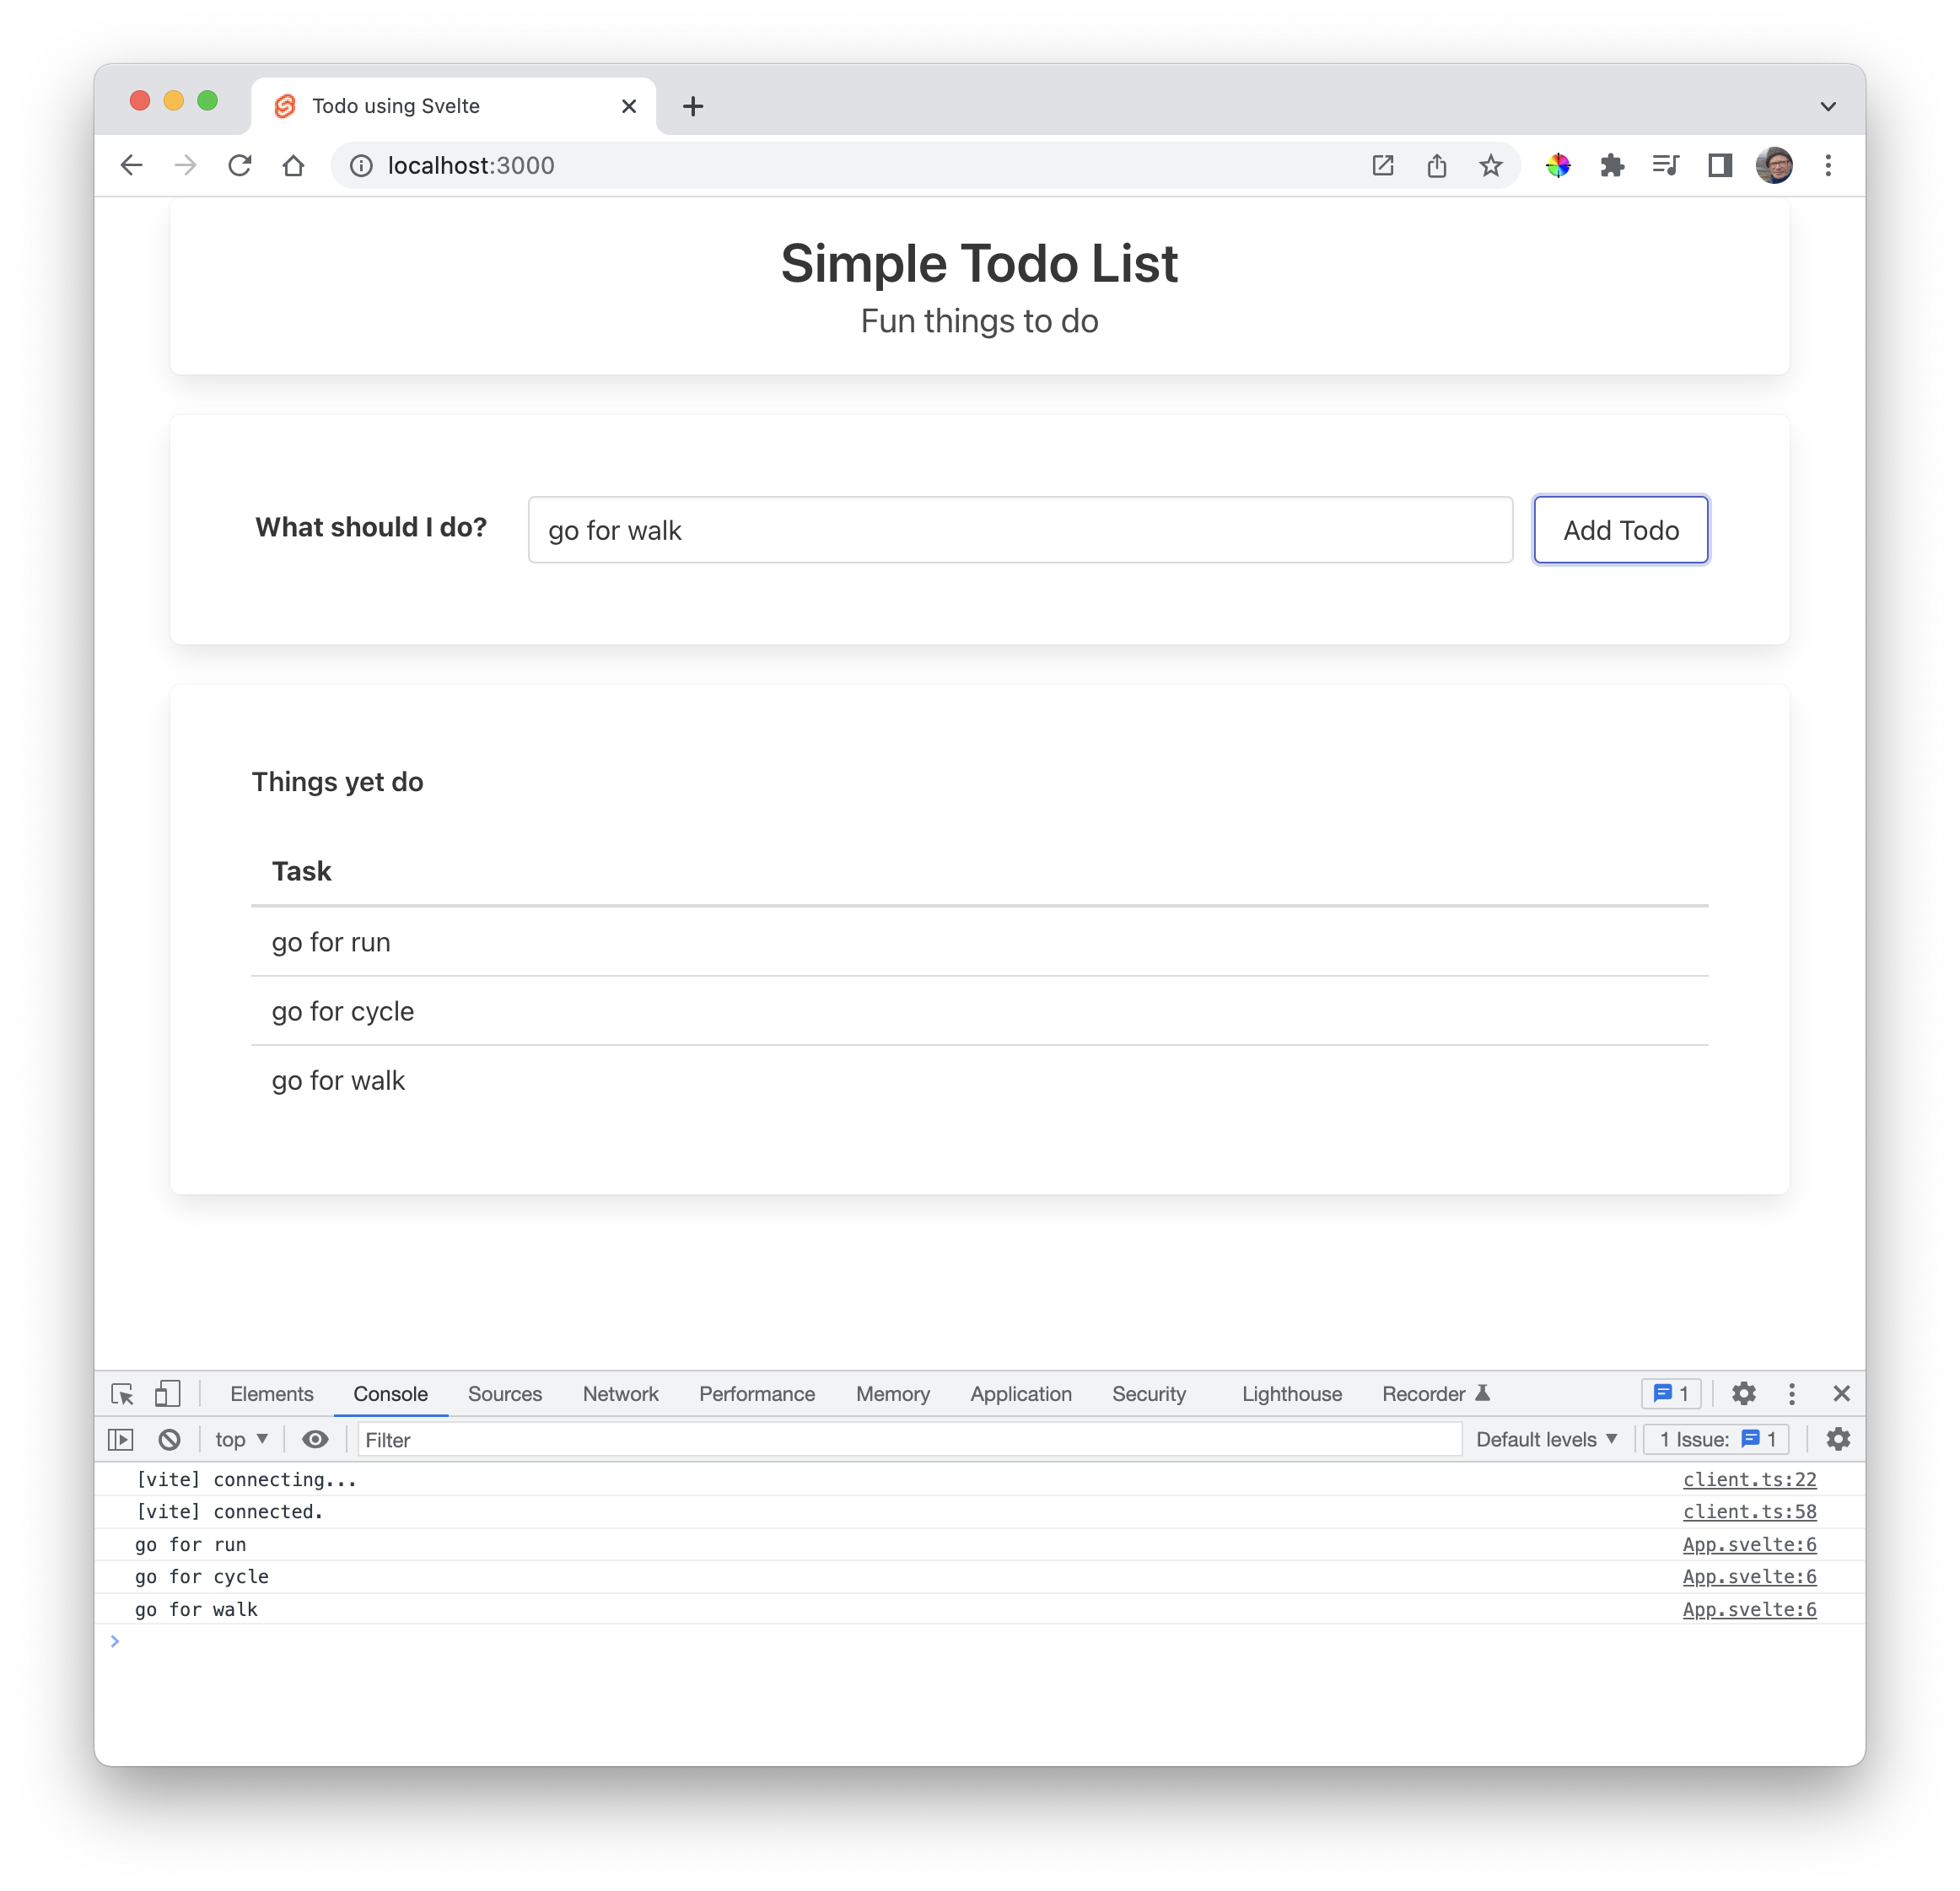 Todo using Svelte
localhost:3000
Simple Todo List
Fun things to do
What should I do? go for walk Add Todo
Things yet do
Task
go for run
go for cycle
go for walk
Elements Console Sources Network Performance Memory Application Security Lighthouse Recorder 1
top Filter Default levels 1 Issue: 1
[vite] connecting... client.ts:22
[vite] connected. client.ts:58
go for run App.svelte:6
go for cycle App.svelte:6
go for walk App.svelte:6